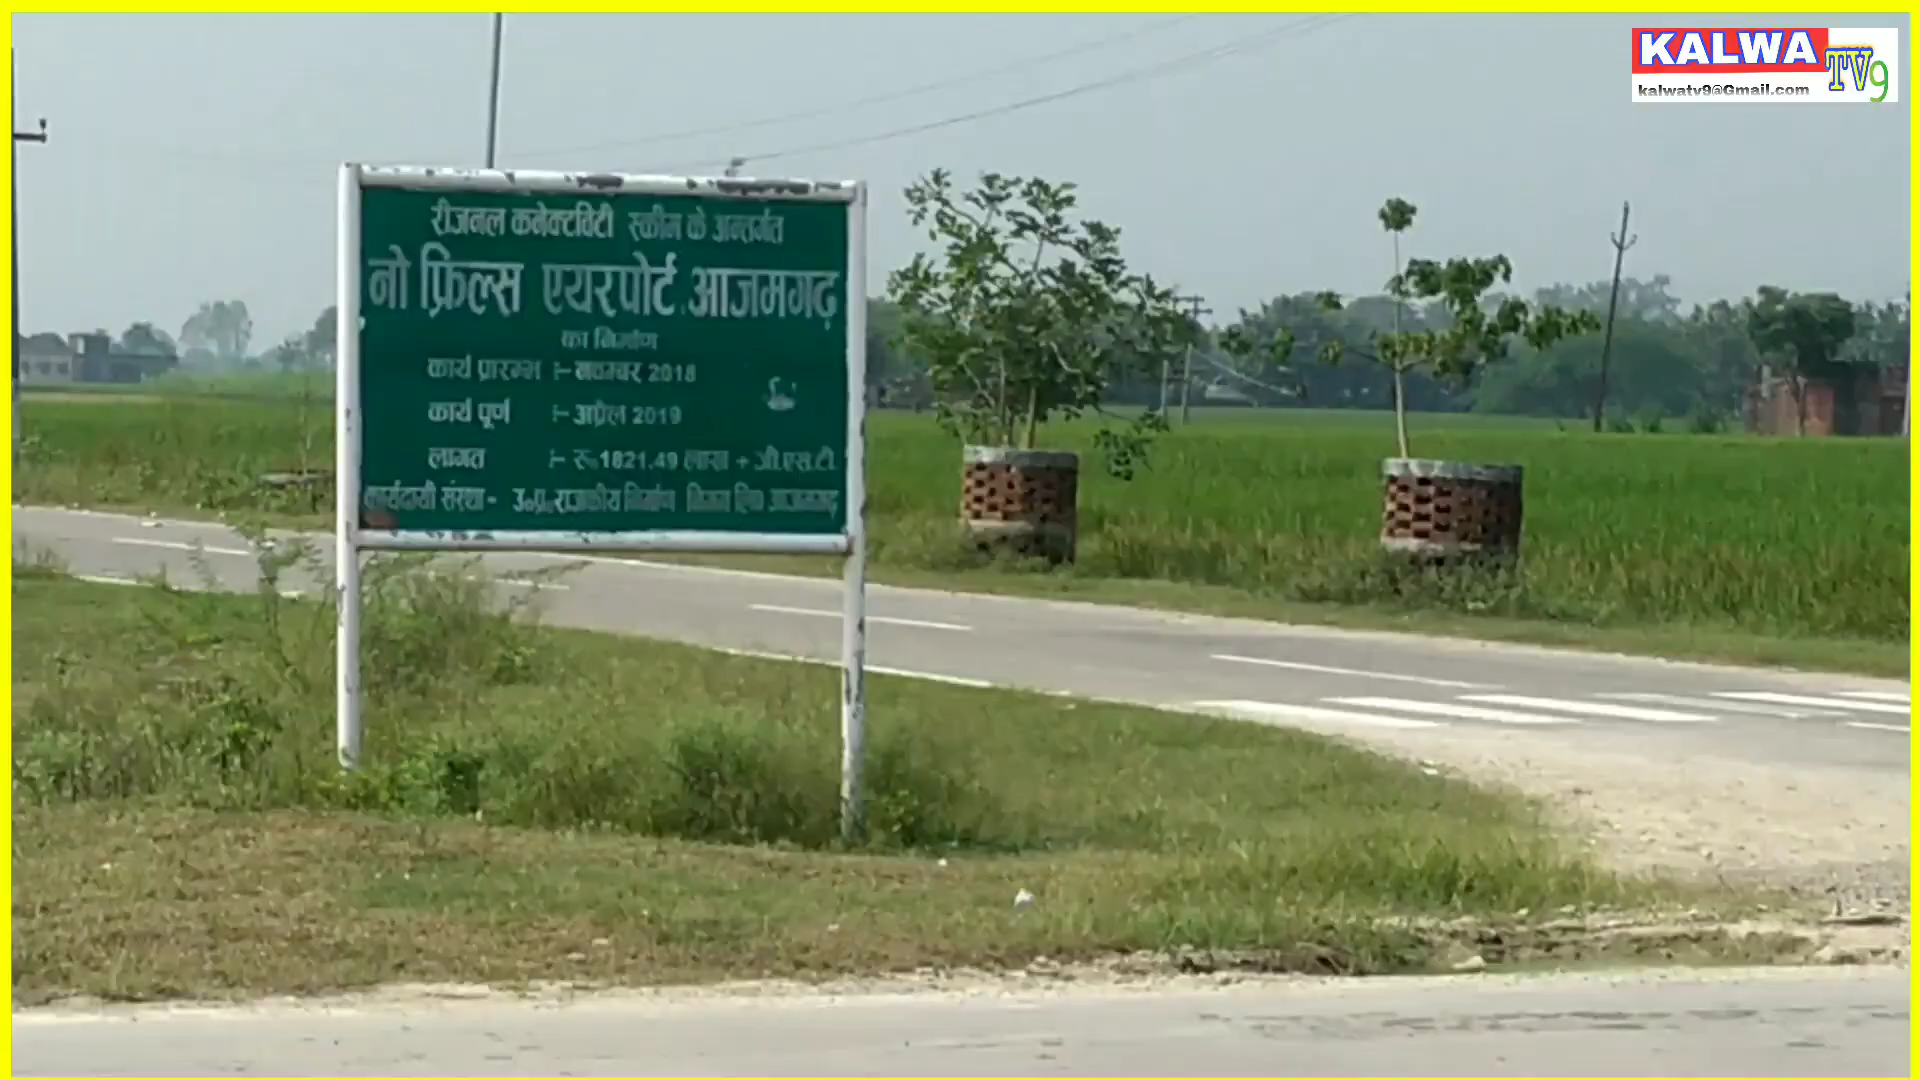 KALWA
TV9
kalwatv9@Gmail.com
रीजनल कनेक्टविटी स्कीम के अन्तर्गत
नो फ्रिल्स एयरपोर्ट आजमगढ़
का निर्माण
कार्य प्रारम्भ :- नवम्बर 2018
कार्य पूर्ण :- अप्रैल 2019
लागत :- रू0 1821.49 लाख + जी.एस.टी.
कार्यदायी संस्था - उ0प्र0 राजकीय निर्माण निगम लि0 आजमगढ़